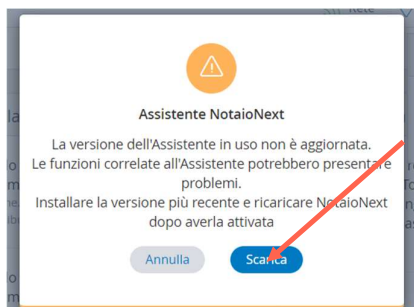 Assistente NotaioNext
La versione dell'Assistente in uso non è aggiornata.
Le funzioni correlate all'Assistente potrebbero presentare
problemi.
Installare la versione più recente e ricaricare NotaioNext
dopo averla attivata
Annulla
Scarica